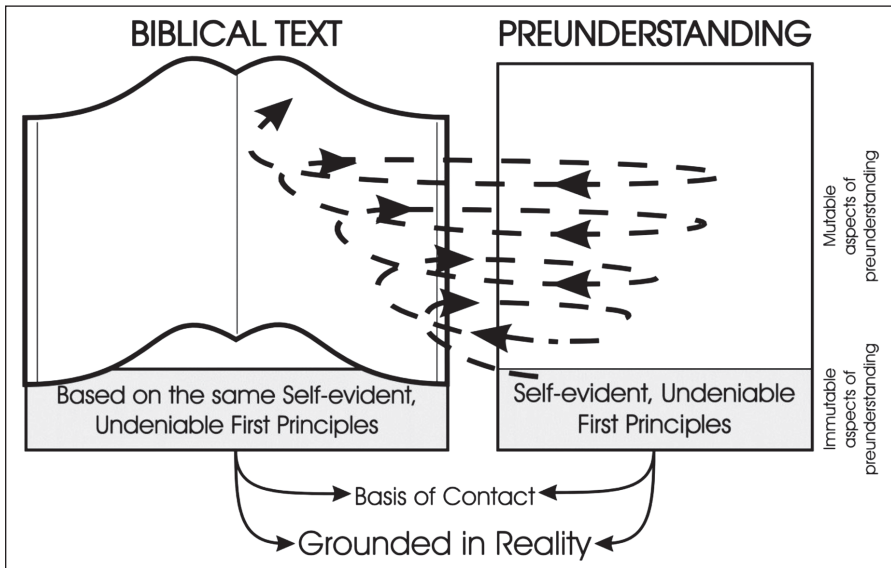 BIBLICAL TEXT
PREUNDERSTANDING
Mutable
aspects of
preunderstanding
Based on the same Self-evident,
Undeniable First Principles
Self-evident, Undeniable
First Principles
Immutable
aspects of
preunderstanding
Basis of Contact
Grounded in Reality